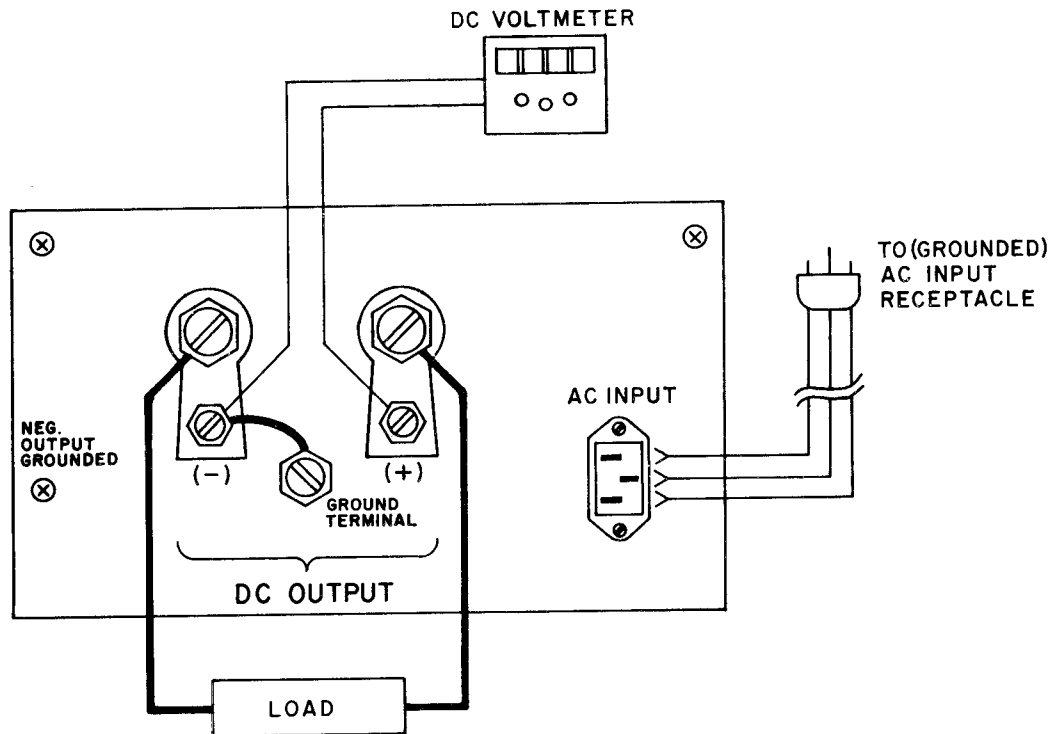 DC VOLTMETER
TO (GROUNDED)
AC INPUT
RECEPTACLE
AC INPUT
NEG.
OUTPUT
GROUNDED
(-)
(+)
GROUND
TERMINAL
DC OUTPUT
LOAD